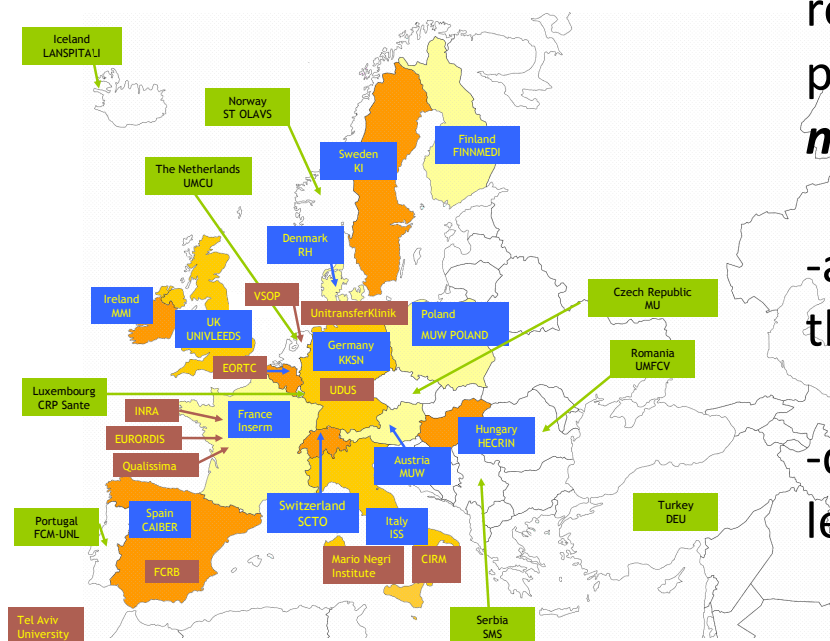 Iceland
LANSPITALI
Norway
ST OLAVS
Finland
FINNMEDI
Sweden
KI
The Netherlands
UMCU
Denmark
RH
Czech Republic
MU
VSOP
Ireland
MMI
UnitransferKlinik
Poland
MUW POLAND
UK
UNIVLEEDS
Germany
KKSN
Romania
UMFCV
EORTC
UDUS
Luxembourg
CRP Sante
INRA
France
Inserm
EURORDIS
Hungary
HECRIN
Qualissima
Austria
MUW
Switzerland
SCTO
Spain
CAIBER
Italy
ISS
Turkey
DEU
Portugal
FCM-UNL
FCRB
Mario Negri
Institute
CIRM
Tel Aviv
University
Serbia
SMS